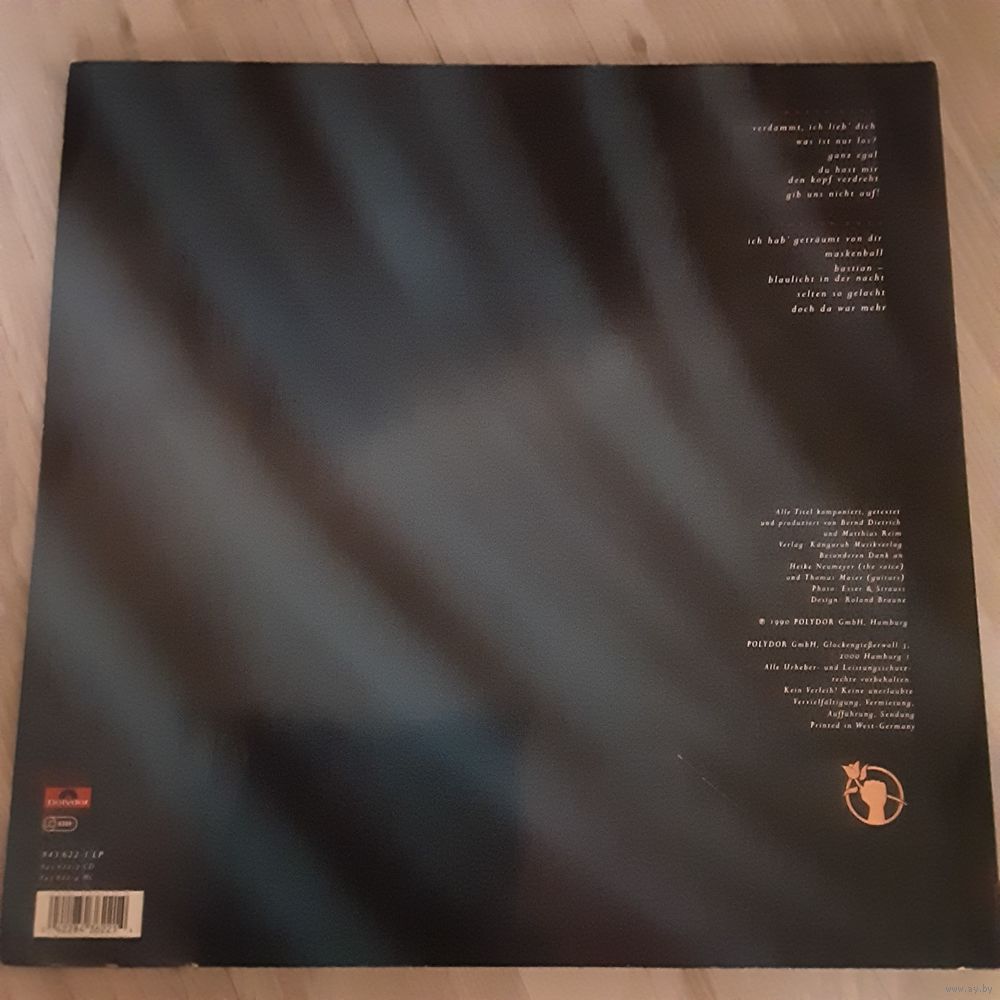 verdammt, ich lieb' dich
was ist nur los?
ganz egal
du hast mir
den kopf verdreht
gib uns nicht auf!
ich hab' geträumt von dir
maskenball
bastian –
blaulicht in der nacht
selten so gelacht
doch da war mehr
Alle Titel komponiert, getextet
und produziert von Bernd Dietrich
und Matthias Reim
Verlag: Känguruh Musikverlag
Besonderen Dank an
Heike Neumeyer (the voice)
und Thomas Maser (guitars)
Photo: Esser & Strauss
Design: Roland Braune
℗ 1990 POLYDOR GmbH, Hamburg
POLYDOR GmbH, Glockengießerwall 3,
2000 Hamburg 1
Alle Urheber- und Leistungsschutz-
rechte vorbehalten.
Kein Verleih! Keine unerlaubte
Vervielfältigung, Vermietung,
Aufführung, Sendung
Printed in West-Germany
Polydor
843 622-1 LP
www.ay.by